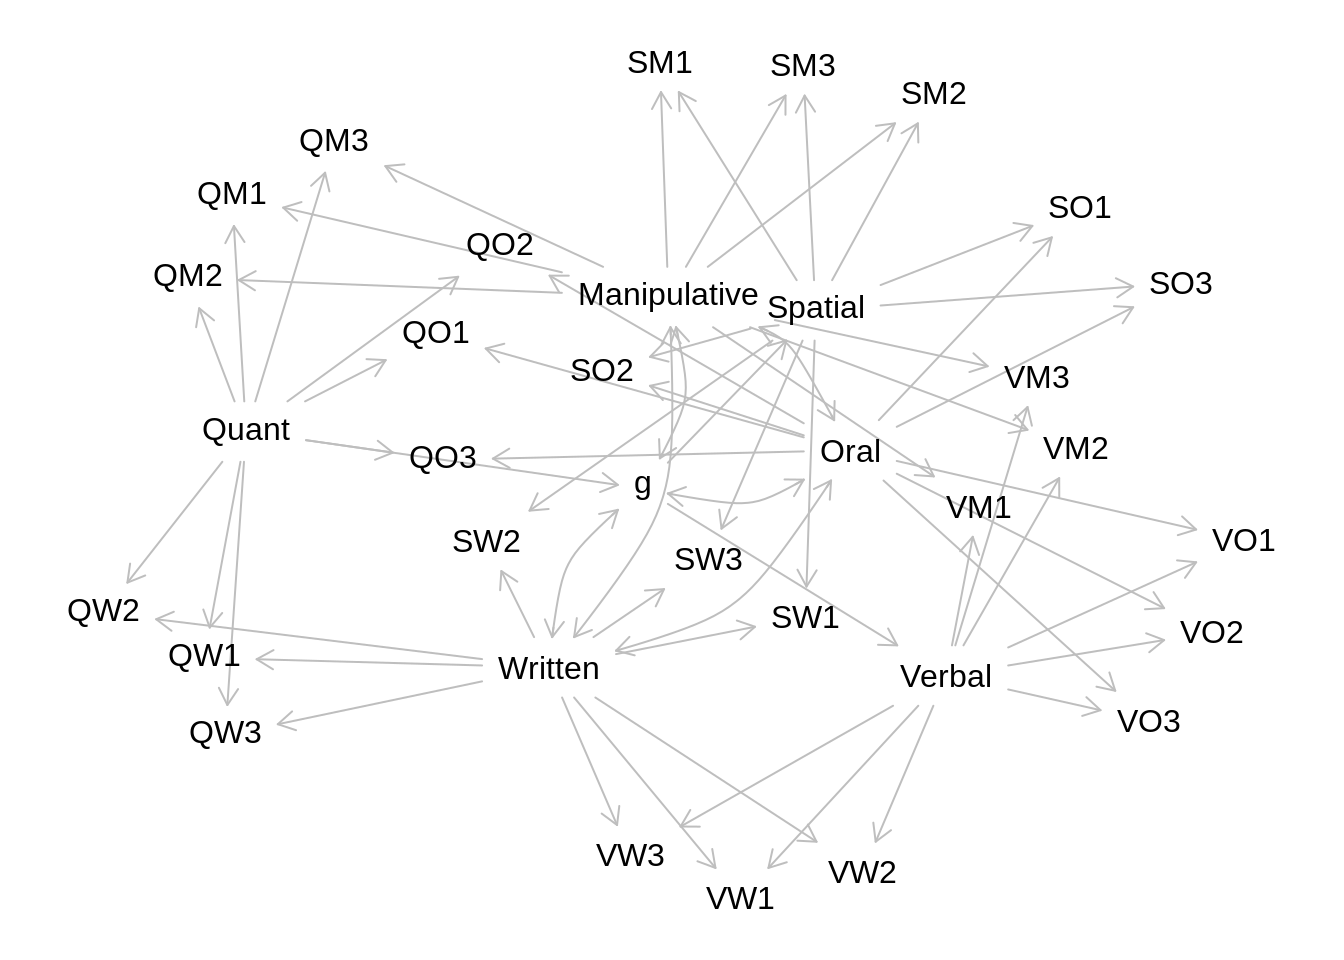 SM1
SM3
SM2
QM3
QM1
SO1
QO2
QM2
SO3
Manipulative
Spatial
QO1
SO2
VM3
Quant
Oral
VM2
QO3
g
VM1
SW2
VO1
SW3
QW2
SW1
VO2
QW1
Written
Verbal
VO3
QW3
VW3
VW2
VW1